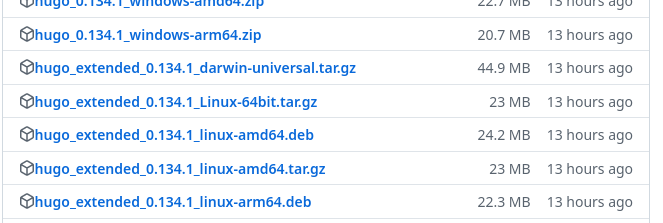 hugo_0.134.1_windows-amd64.zip 22.7 MB 13 hours ago
hugo_0.134.1_windows-arm64.zip 20.7 MB 13 hours ago
hugo_extended_0.134.1_darwin-universal.tar.gz 44.9 MB 13 hours ago
hugo_extended_0.134.1_Linux-64bit.tar.gz 23 MB 13 hours ago
hugo_extended_0.134.1_linux-amd64.deb 24.2 MB 13 hours ago
hugo_extended_0.134.1_linux-amd64.tar.gz 23 MB 13 hours ago
hugo_extended_0.134.1_linux-arm64.deb 22.3 MB 13 hours ago